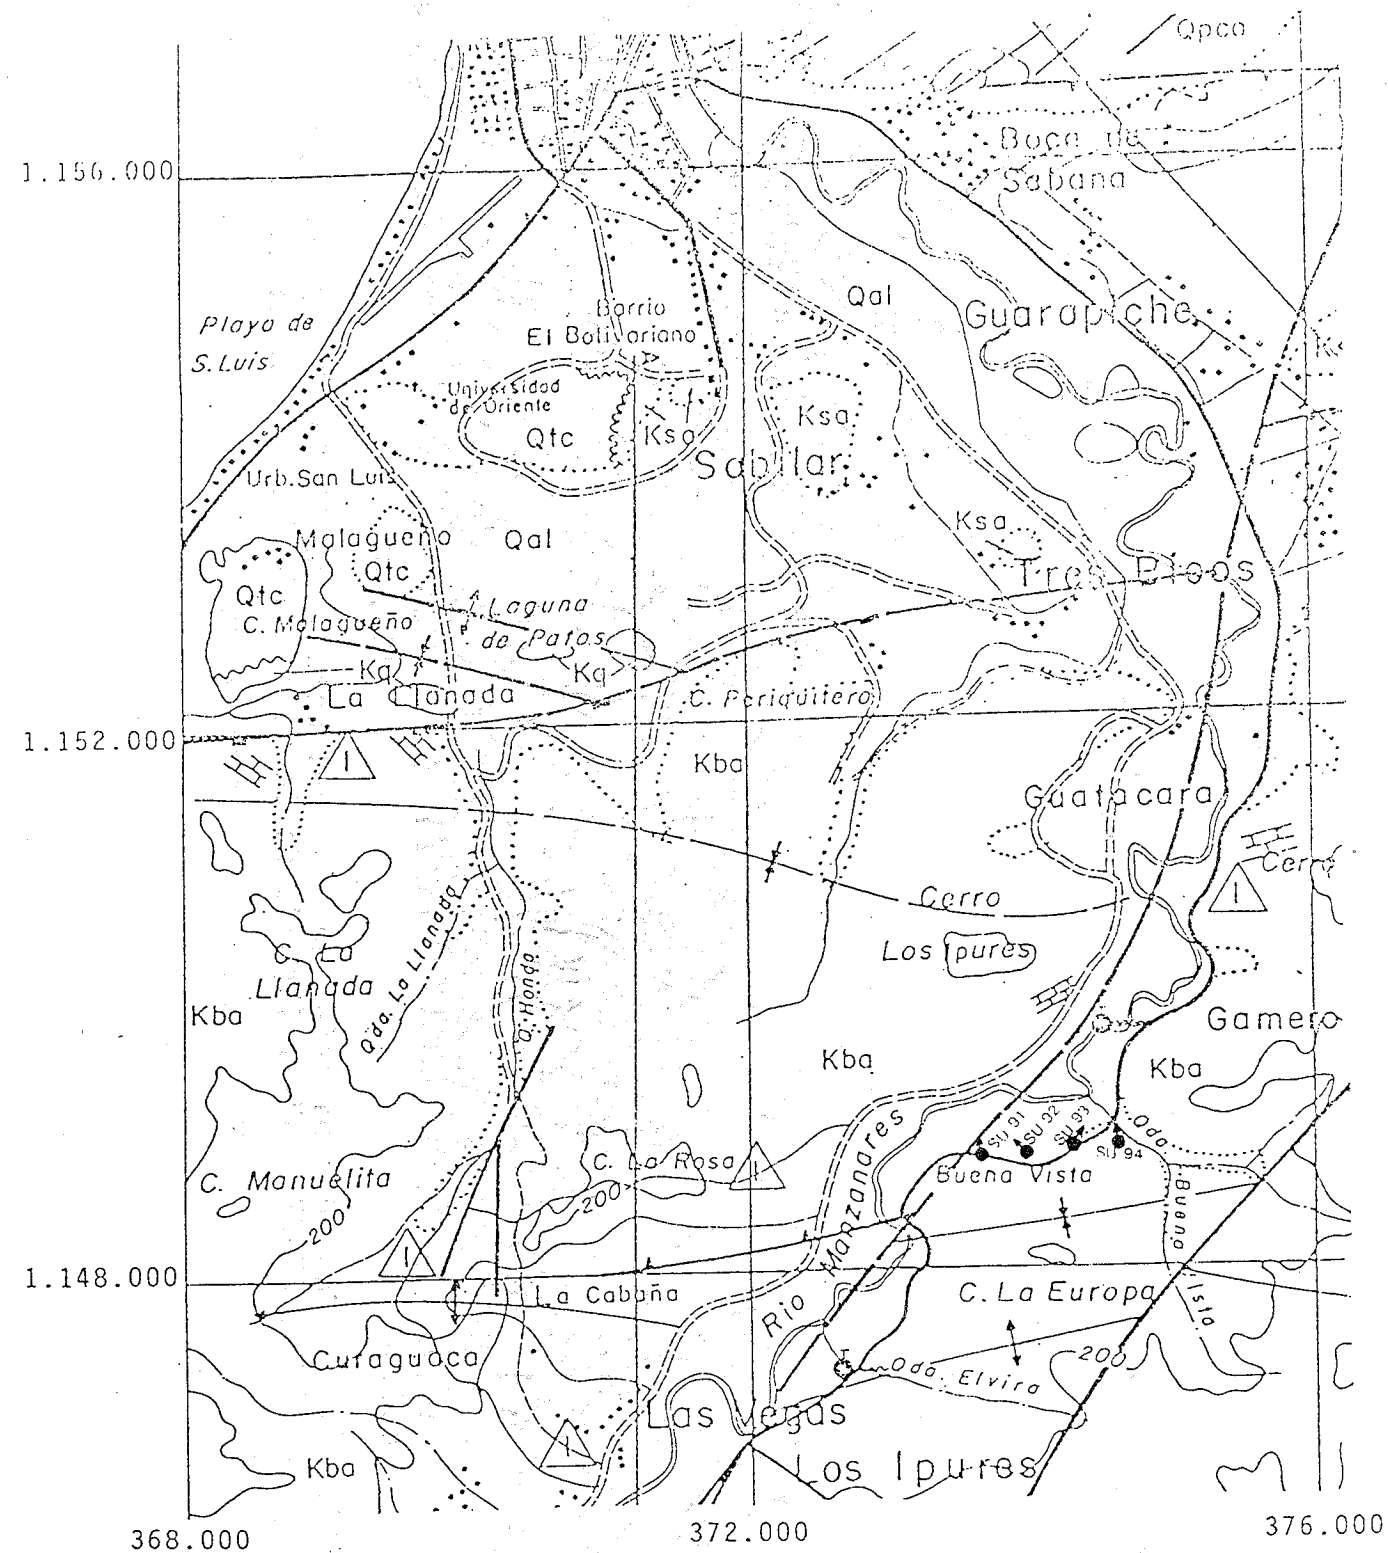 Qpca
Boca de
Sabana
1.156.000
Qal
Guarapiche
Playa de
S. Luis
Barrio
El Bolivariano
Universidad
de Oriente
Qtc
Ksa
Ksa
Sabilar
Urb. San Luis
Malagueño
Qtc
Qal
Ksa
Tres Picos
Qtc
C. Malagueño
Laguna
de Patos
Kq
Kq
La Llanada
C. Periquitero
1.152.000
Kba
Guatacara
Cerro
Cerro
Los Ipures
C. La
Llanada
Qda. La Llanada
Q. Honda
Kba
Gamero
Kba
Kba
Manzanares
SU 91
SU 92
SU 93
SU 94
Qda
Buena Vista
Buena
ista
C. La Rosa
C. Manuelita
200
200
1.148.000
La Cabaña
Rio
C. La Europa
Curaguaca
200
Qda. Elvira
Las Vegas
Kba
Los Ipures
368.000
372.000
376.000